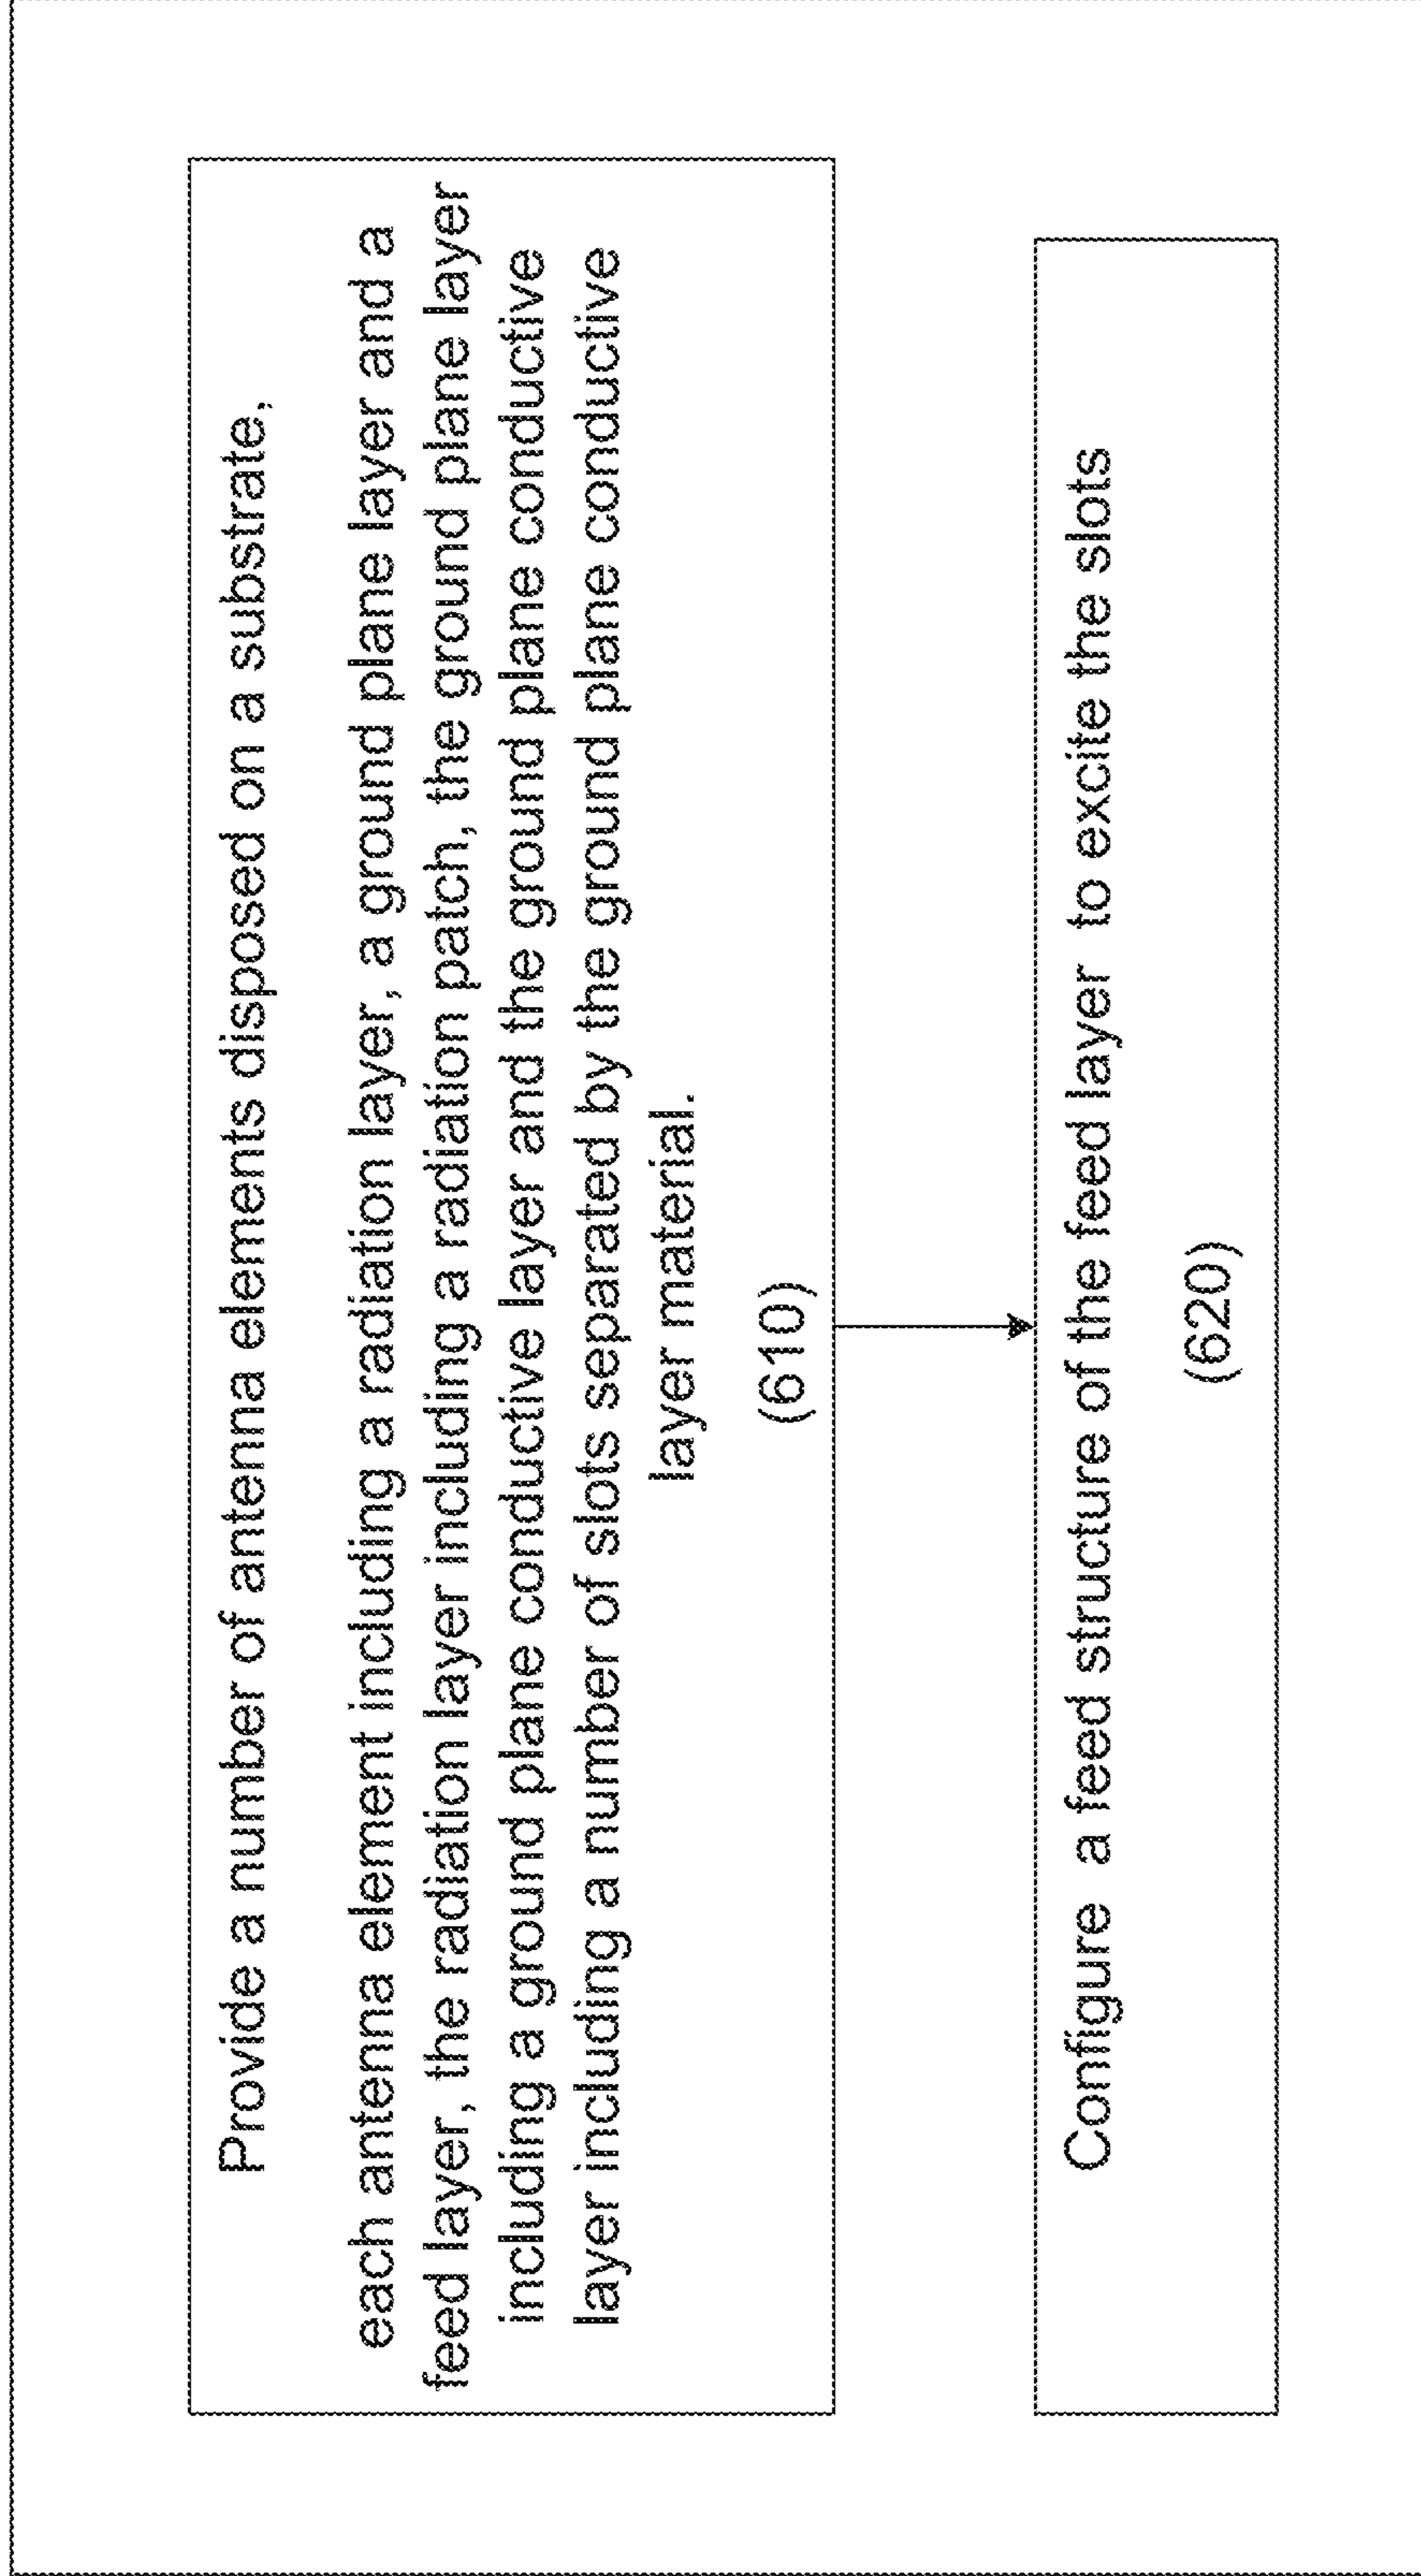 Provide a number of antenna elements disposed on a substrate,
each antenna element including a radiation layer, a ground plane layer and a
feed layer, the radiation layer including a radiation patch, the ground plane layer
including a ground plane conductive layer and the ground plane conductive
layer including a number of slots separated by the ground plane conductive
layer material.
(610)
Configure a feed structure of the feed layer to excite the slots
(620)